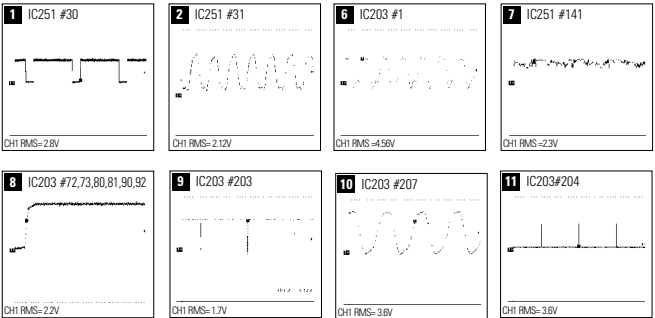 1 IC251 #30
CH1 RMS= 2.8V
2 IC251 #31
CH1 RMS= 2.12V
6 IC203 #1
CH1 RMS =4.56V
7 IC251 #141
CH1 RMS =2.3V
8 IC203 #72,73,80,81,90,92
CH1 RMS= 2.2V
9 IC203 #203
CH1 RMS= 1.7V
10 IC203 #207
CH1 RMS= 3.6V
11 IC203#204
CH1 RMS= 3.6V